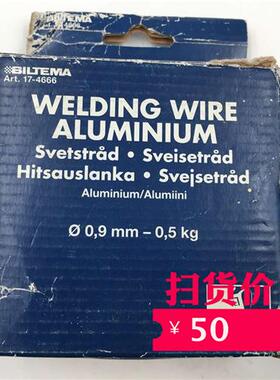 BILTEMA
Art. 17-4666
WELDING WIRE
ALUMINIUM
Svetstråd • Sveisetråd
Hitsauslanka • Svejsetråd
Aluminium/Alumiini
Ø 0,9 mm – 0,5 kg
扫货价
¥ 50